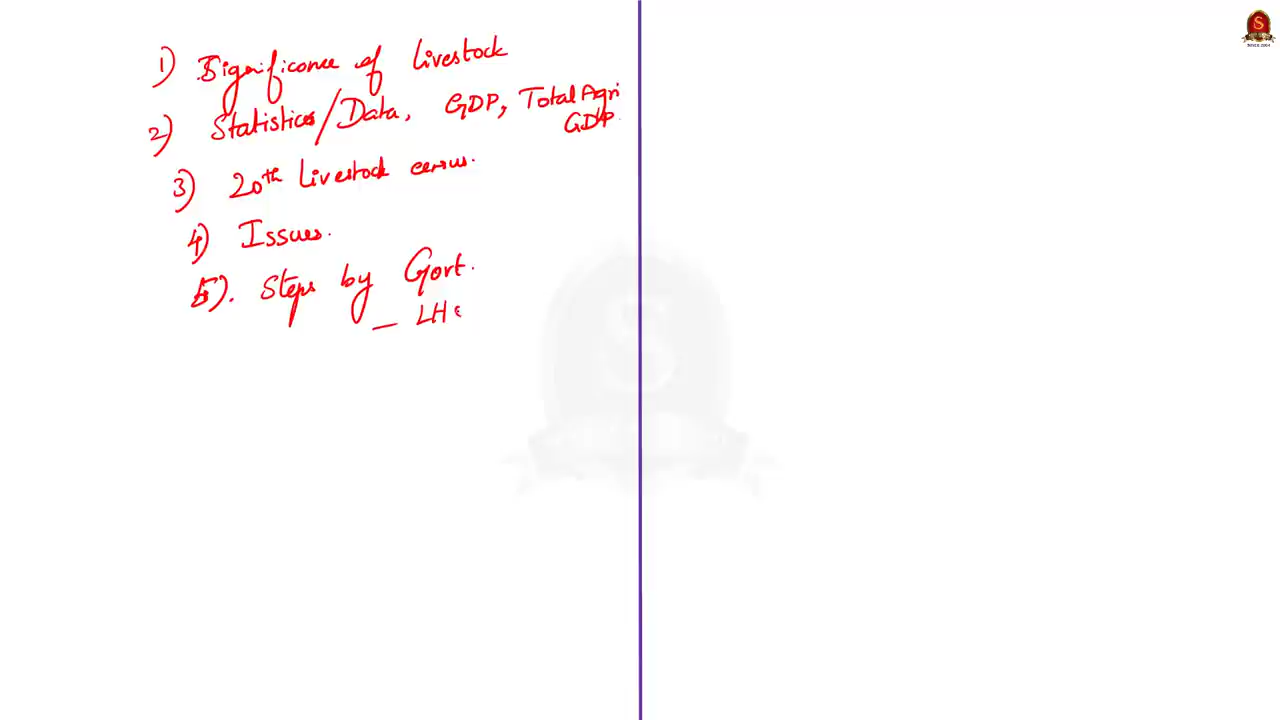 1) Significance of Livestock
2) Statistics/Data, GDP, Total Agri
GDP.
3) 20th Livestock census.
4) Issues.
5). Steps by Govt.
– LH
S